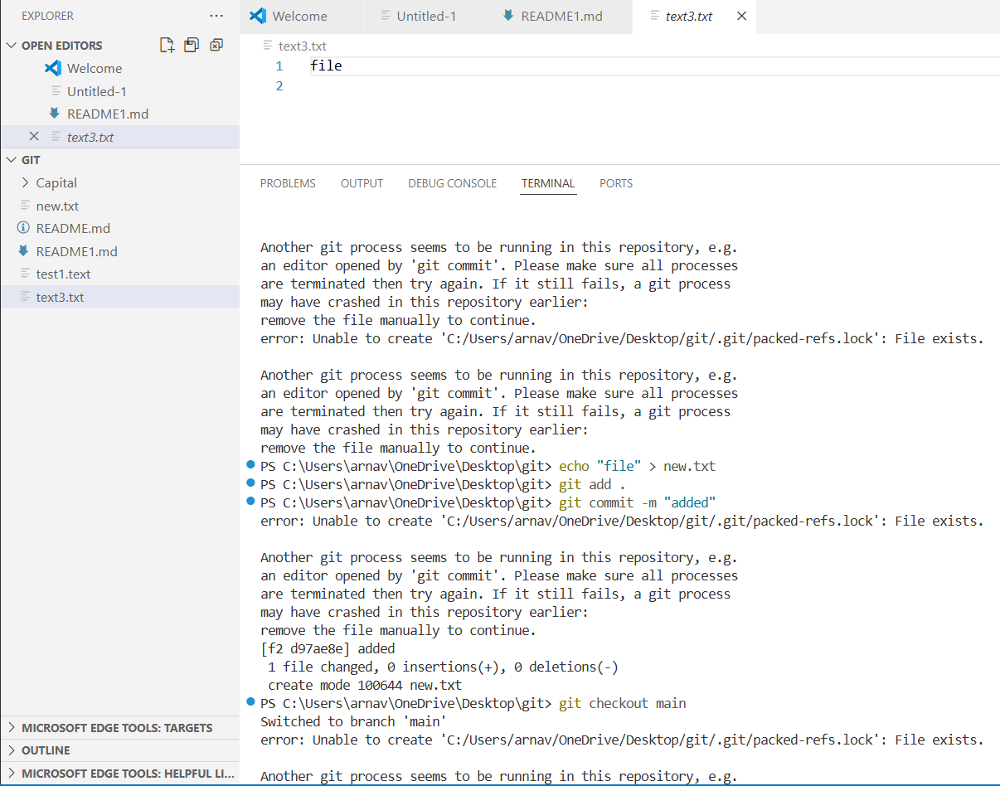 EXPLORER
OPEN EDITORS
Welcome
Untitled-1
README1.md
text3.txt
GIT
Capital
new.txt
README.md
README1.md
test1.text
text3.txt
MICROSOFT EDGE TOOLS: TARGETS
OUTLINE
MICROSOFT EDGE TOOLS: HELPFUL LI...
Welcome
Untitled-1
README1.md
text3.txt
text3.txt
1 file
2
PROBLEMS OUTPUT DEBUG CONSOLE TERMINAL PORTS
Another git process seems to be running in this repository, e.g.
an editor opened by 'git commit'. Please make sure all processes
are terminated then try again. If it still fails, a git process
may have crashed in this repository earlier:
remove the file manually to continue.
error: Unable to create 'C:/Users/arnav/OneDrive/Desktop/git/.git/packed-refs.lock': File exists.
Another git process seems to be running in this repository, e.g.
an editor opened by 'git commit'. Please make sure all processes
are terminated then try again. If it still fails, a git process
may have crashed in this repository earlier:
remove the file manually to continue.
PS C:\Users\arnav\OneDrive\Desktop\git> echo "file" > new.txt
PS C:\Users\arnav\OneDrive\Desktop\git> git add .
PS C:\Users\arnav\OneDrive\Desktop\git> git commit -m "added"
error: Unable to create 'C:/Users/arnav/OneDrive/Desktop/git/.git/packed-refs.lock': File exists.
Another git process seems to be running in this repository, e.g.
an editor opened by 'git commit'. Please make sure all processes
are terminated then try again. If it still fails, a git process
may have crashed in this repository earlier:
remove the file manually to continue.
[f2 d97ae8e] added
1 file changed, 0 insertions(+), 0 deletions(-)
create mode 100644 new.txt
PS C:\Users\arnav\OneDrive\Desktop\git> git checkout main
Switched to branch 'main'
error: Unable to create 'C:/Users/arnav/OneDrive/Desktop/git/.git/packed-refs.lock': File exists.
Another git process seems to be running in this repository, e.g.